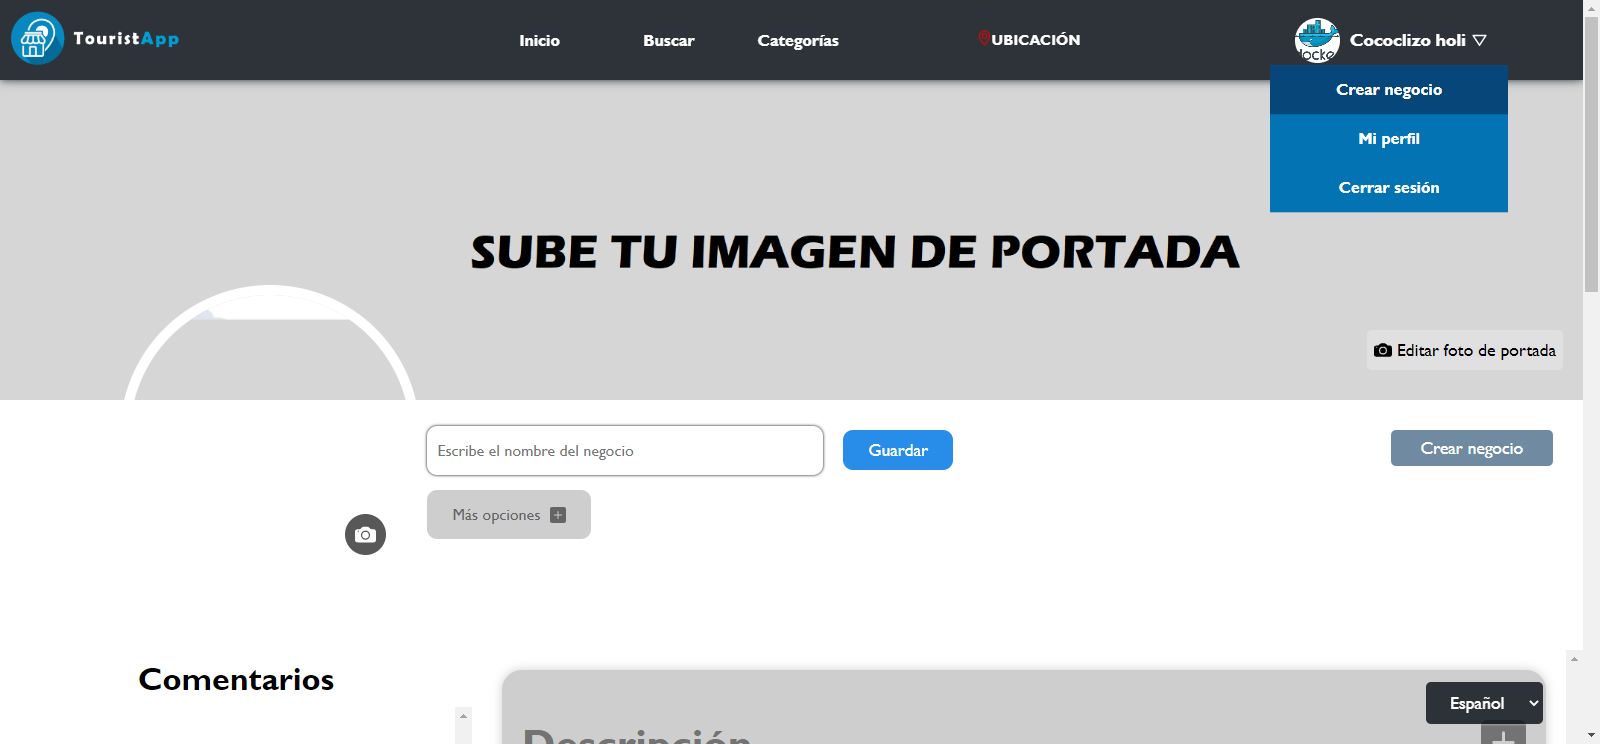 TouristApp
Inicio
Buscar
Categorías
UBICACIÓN
Cococlizo holi
Crear negocio
Mi perfil
Cerrar sesión
SUBE TU IMAGEN DE PORTADA
Editar foto de portada
Escribe el nombre del negocio
Guardar
Crear negocio
Más opciones
Comentarios
Español
Descripción